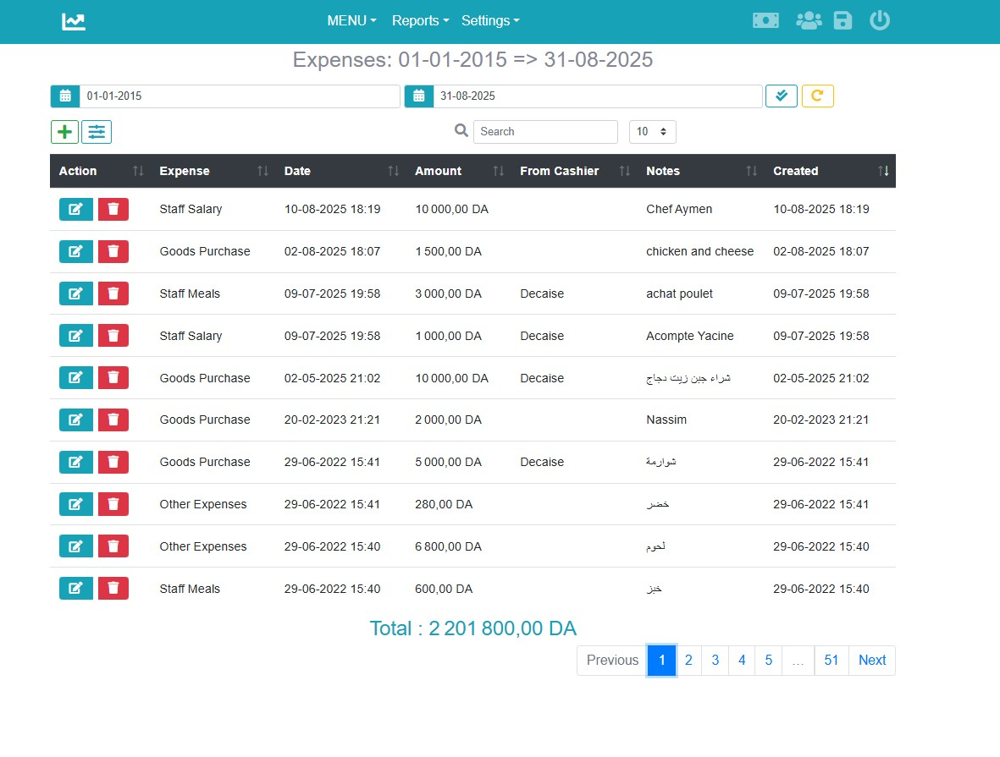 MENU Reports Settings
Expenses: 01-01-2015 => 31-08-2025
01-01-2015 31-08-2025
Search 10
Action Expense Date Amount From Cashier Notes Created
Staff Salary 10-08-2025 18:19 10 000,00 DA Chef Aymen 10-08-2025 18:19
Goods Purchase 02-08-2025 18:07 1 500,00 DA chicken and cheese 02-08-2025 18:07
Staff Meals 09-07-2025 19:58 3 000,00 DA Decaise achat poulet 09-07-2025 19:58
Staff Salary 09-07-2025 19:58 1 000,00 DA Decaise Acompte Yacine 09-07-2025 19:58
Goods Purchase 02-05-2025 21:02 10 000,00 DA Decaise شراء جبن زيت دجاج 02-05-2025 21:02
Goods Purchase 20-02-2023 21:21 2 000,00 DA Nassim 20-02-2023 21:21
Goods Purchase 29-06-2022 15:41 5 000,00 DA Decaise شوارمة 29-06-2022 15:41
Other Expenses 29-06-2022 15:41 280,00 DA خضر 29-06-2022 15:41
Other Expenses 29-06-2022 15:40 6 800,00 DA لحوم 29-06-2022 15:40
Staff Meals 29-06-2022 15:40 600,00 DA خبز 29-06-2022 15:40
Total : 2 201 800,00 DA
Previous 1 2 3 4 5 … 51 Next